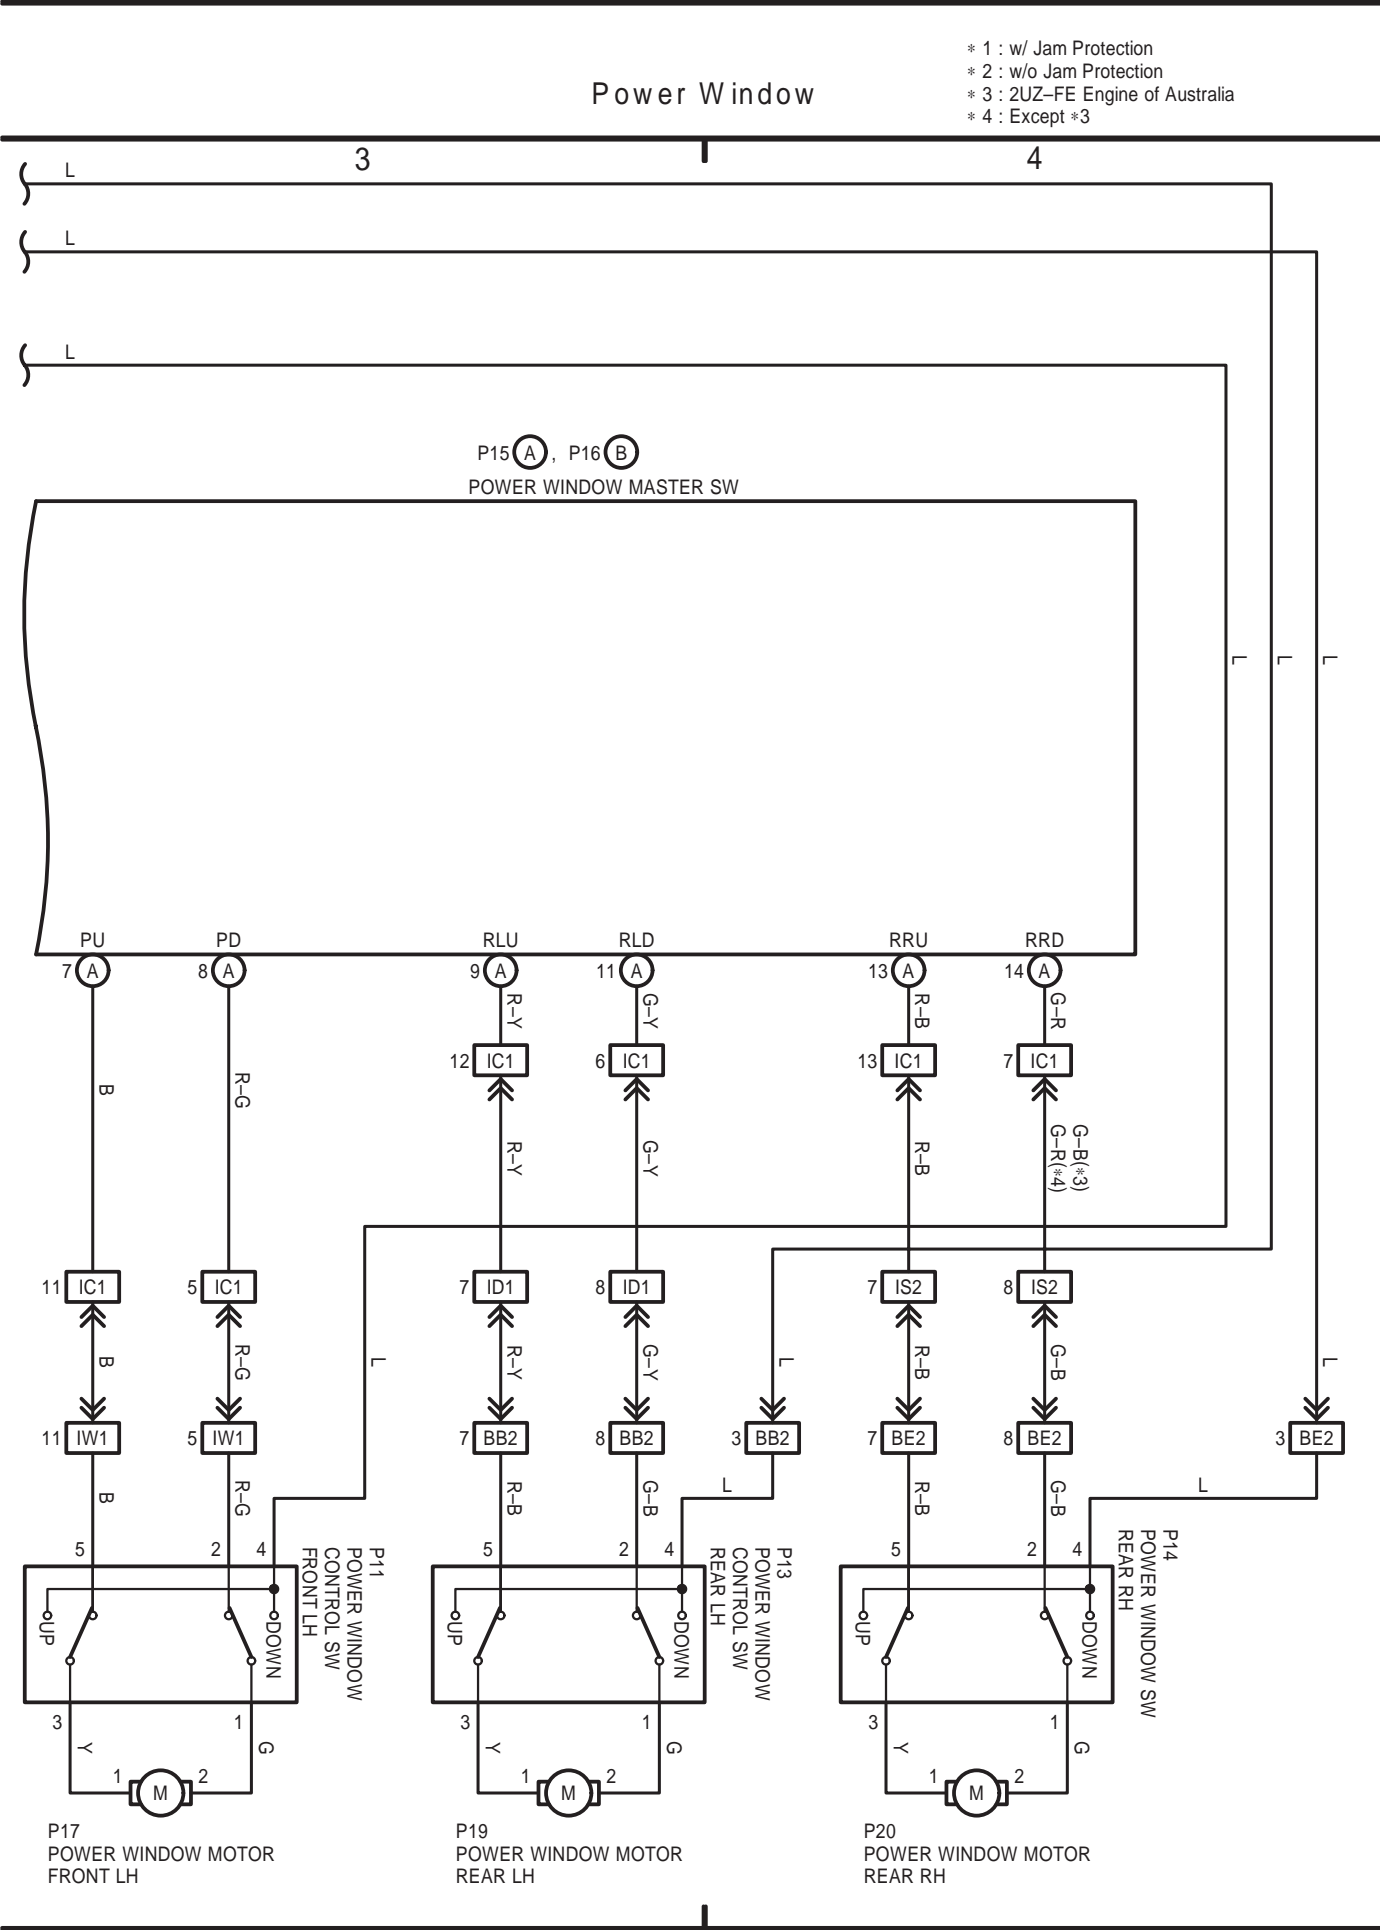 Power Window
* 1 : w/ Jam Protection
* 2 : w/o Jam Protection
* 3 : 2UZ–FE Engine of Australia
* 4 : Except *3
3
4
L
L
L
P15 A , P16 B
POWER WINDOW MASTER SW
L
L
L
PU
PD
RLU
RLD
RRU
RRD
7 A
8 A
9 A
11 A
13 A
14 A
R–Y
G–Y
R–B
G–R
12 IC1
6 IC1
13 IC1
7 IC1
B
R–G
R–Y
G–Y
R–B
G–B(*3)
G–R(*4)
11 IC1
5 IC1
7 ID1
8 ID1
7 IS2
8 IS2
B
R–G
L
R–Y
G–Y
L
R–B
G–B
L
11 IW1
5 IW1
7 BB2
8 BB2
3 BB2
7 BE2
8 BE2
3 BE2
B
R–G
R–B
G–B
L
R–B
G–B
L
5
2
4
5
2
4
5
2
4
UP
DOWN
P11
POWER WINDOW
CONTROL SW
FRONT LH
UP
DOWN
P13
POWER WINDOW
CONTROL SW
REAR LH
UP
DOWN
P14
POWER WINDOW SW
REAR RH
3
1
3
1
3
1
Y
G
Y
G
Y
G
1 M 2
1 M 2
1 M 2
P17
POWER WINDOW MOTOR
FRONT LH
P19
POWER WINDOW MOTOR
REAR LH
P20
POWER WINDOW MOTOR
REAR RH